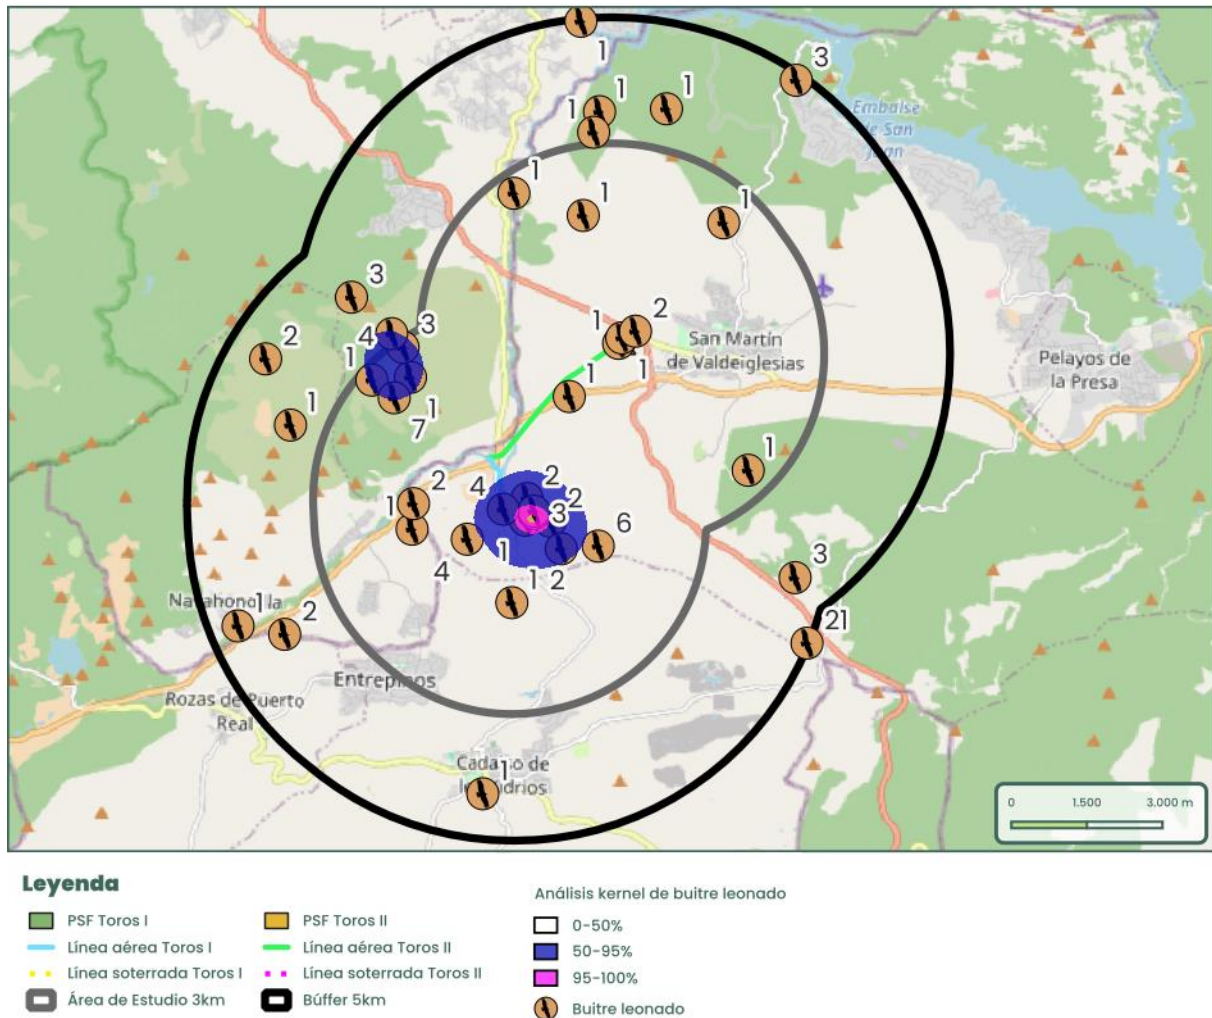 1
3
Embalse
de San
Juan
1
1
1
1
1
1
3
2
4
3
1
1
7
1
1
2
1
1
San Martín
de Valdeiglesias
Pelayos de
la Presa
1
2
1
4
2
2
3
1
4
6
1
2
3
21
1
2
Entrepinos
Rozas de Puerto
Real
1
0
1.500
3.000 m
Leyenda
PSF Toros I
PSF Toros II
Línea aérea Toros I
Línea aérea Toros II
Línea soterrada Toros I
Línea soterrada Toros II
Área de Estudio 3km
Búffer 5km
Análisis kernel de buitre leonado
0-50%
50-95%
95-100%
Buitre leonado